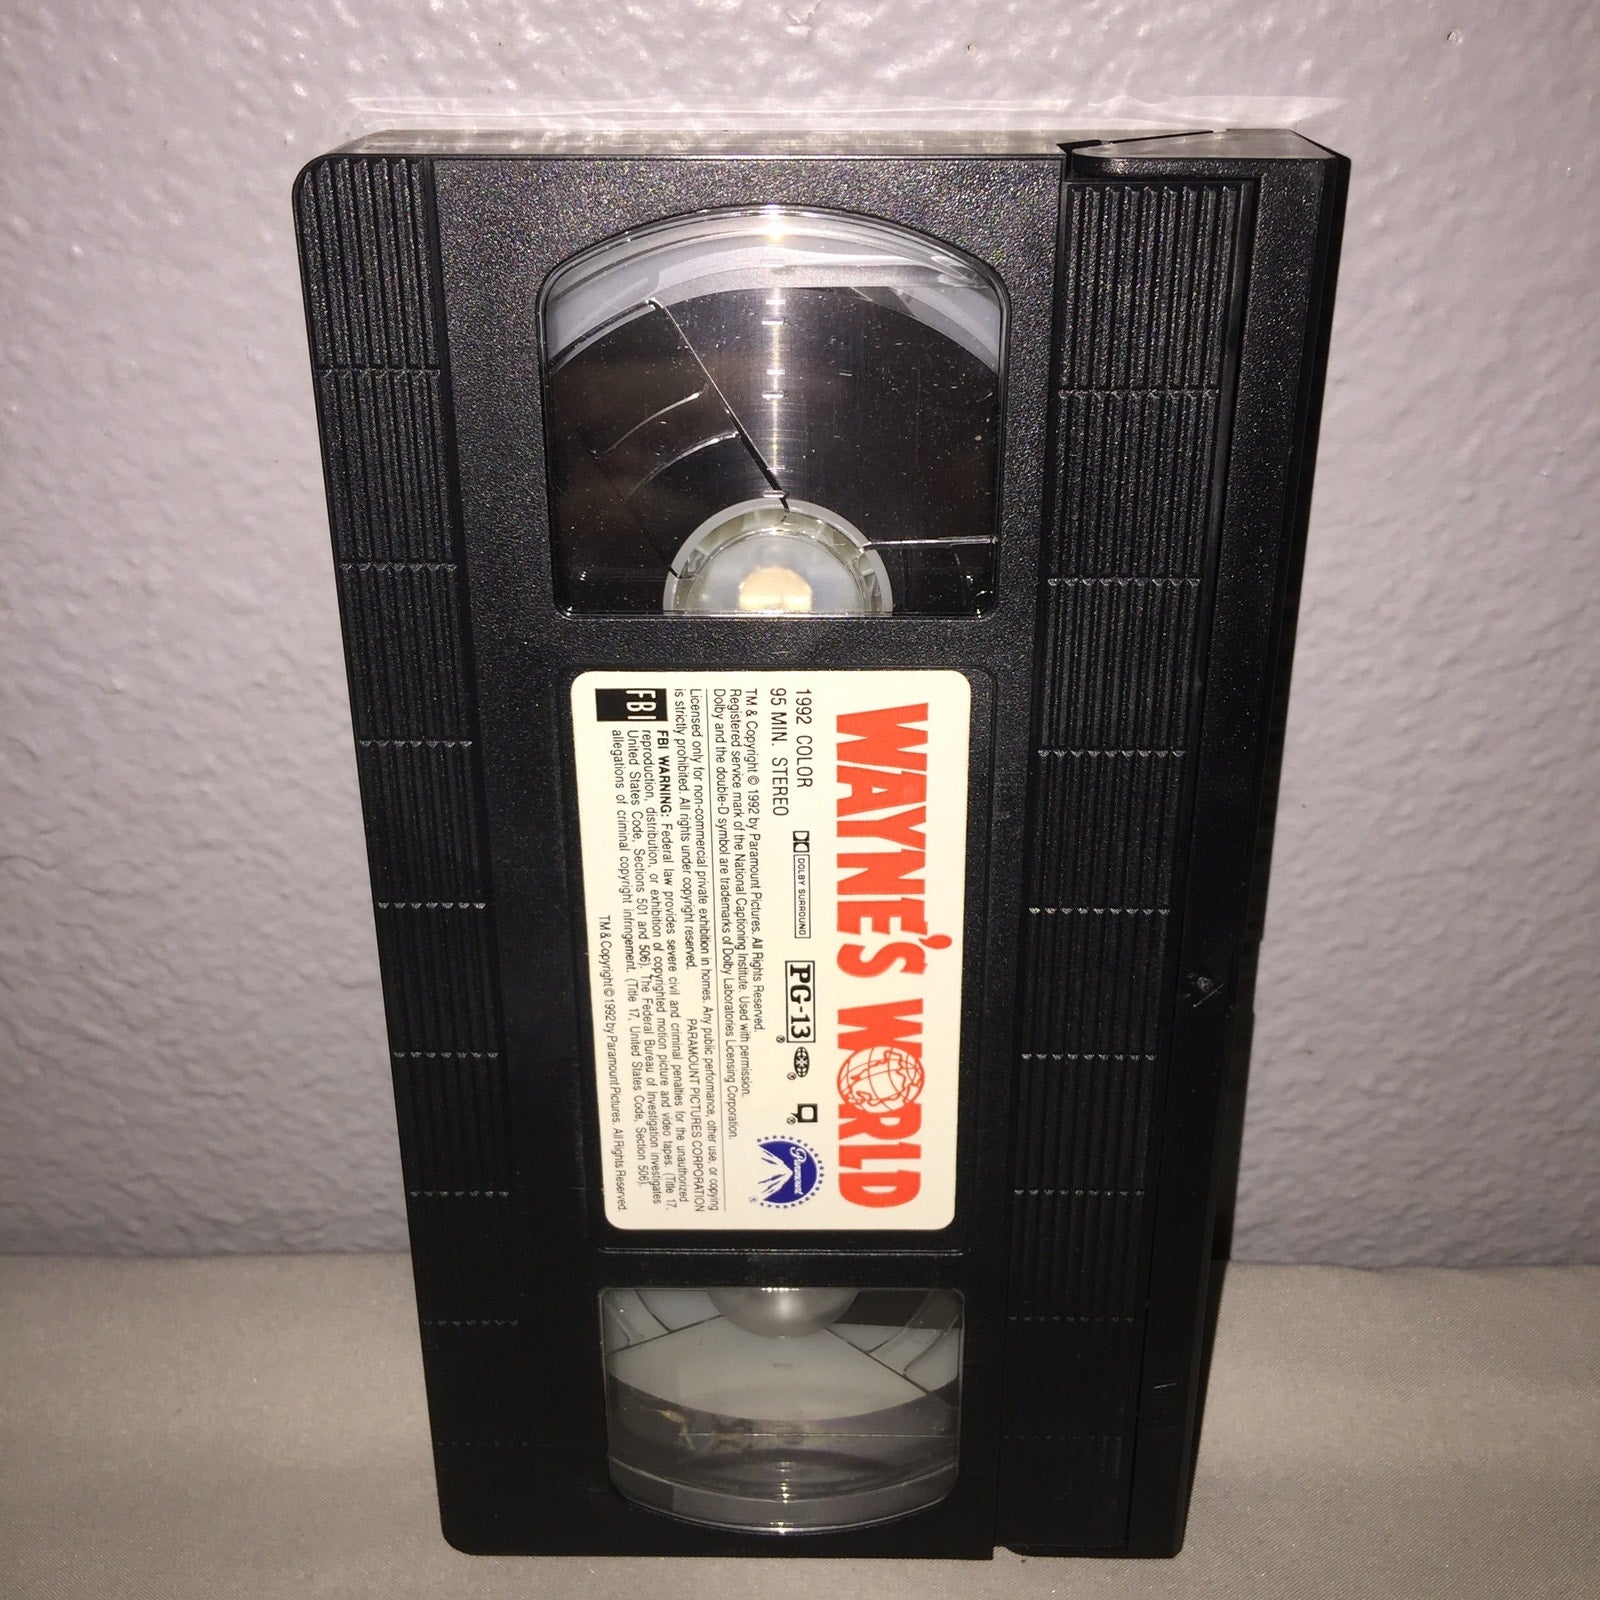 WAYNE'S WORLD
1992 COLOR
95 MIN. STEREO
DOLBY SURROUND
PG-13
®
®
®
Paramount
®
TM & Copyright © 1992 by Paramount Pictures. All Rights Reserved.
Registered service mark of the National Captioning Institute. Used with permission.
Dolby and the double-D symbol are trademarks of Dolby Laboratories Licensing Corporation.
Licensed only for non-commercial private exhibition in homes. Any public performance, other use, or copying
is strictly prohibited. All rights under copyright reserved. PARAMOUNT PICTURES CORPORATION
FBI
FBI WARNING: Federal law provides severe civil and criminal penalties for the unauthorized
reproduction, distribution, or exhibition of copyrighted motion picture and video tapes. (Title 17,
United States Code, Sections 501 and 506). The Federal Bureau of Investigation investigates
allegations of criminal copyright infringement. (Title 17, United States Code, Section 506).
TM & Copyright © 1992 by Paramount Pictures. All Rights Reserved.